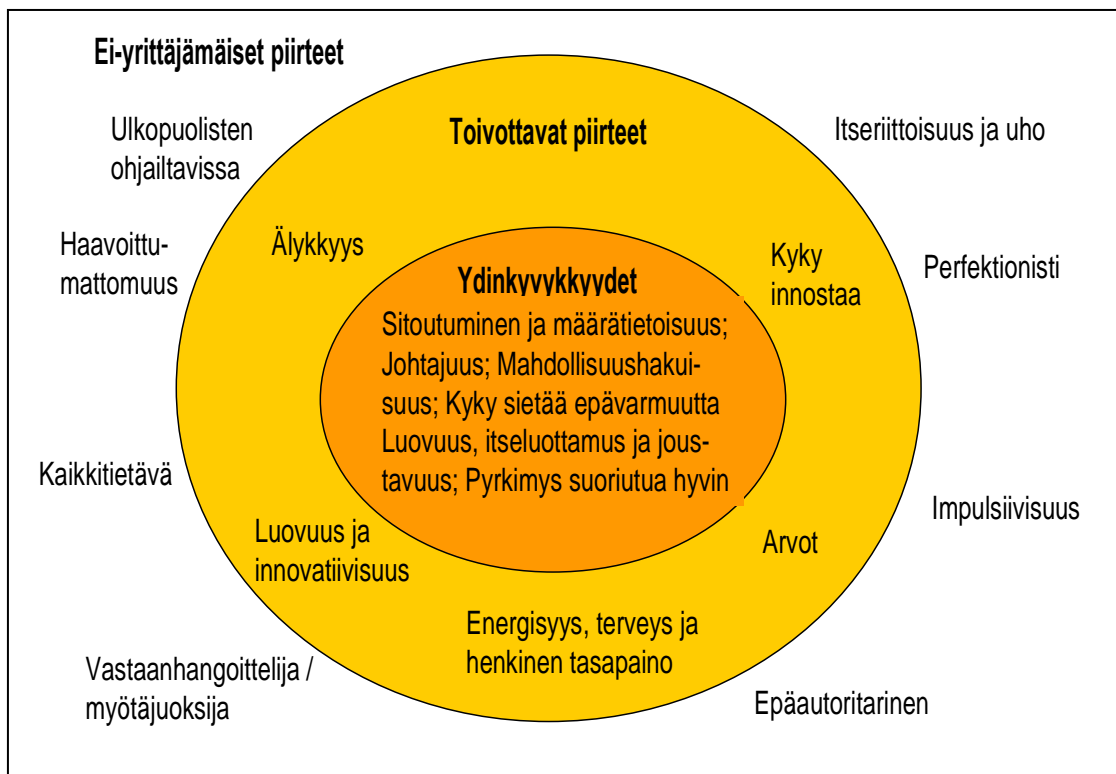 Ei-yrittäjämäiset piirteet
Ulkopuolisten
ohjailtavissa
Toivottavat piirteet
Itseriittoisuus ja uho
Haavoittu-
mattomuus
Älykkyys
Kyky
innostaa
Perfektionisti
Ydinkyvykkyydet
Sitoutuminen ja määrätietoisuus;
Johtajuus; Mahdollisuushakui-
suus; Kyky sietää epävarmuutta
Luovuus, itseluottamus ja jous-
tavuus; Pyrkimys suoriutua hyvin
Kaikkitietävä
Impulsiivisuus
Luovuus ja
innovatiivisuus
Arvot
Energisyys, terveys ja
henkinen tasapaino
Vastaanhangoittelija /
myötäjuoksija
Epäautoritarinen